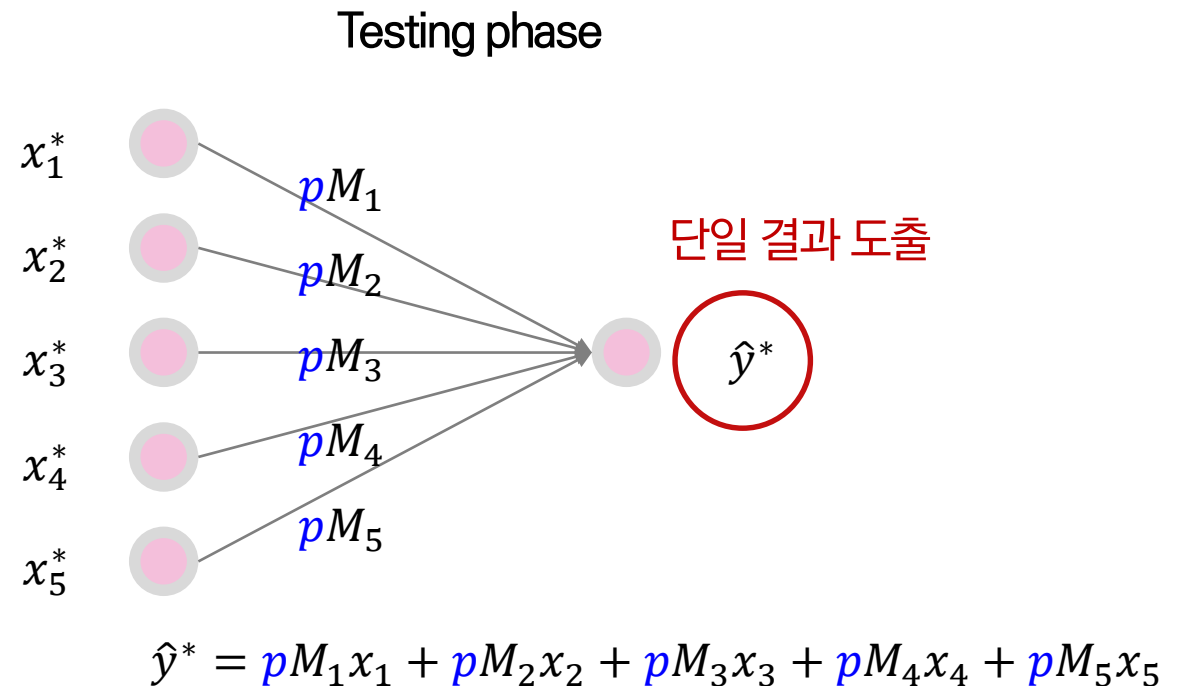 Testing phase
x₁*
pM₁
x₂*
pM₂
단일 결과 도출
x₃*
pM₃
ŷ*
x₄*
pM₄
x₅*
pM₅
ŷ* = pM₁x₁ + pM₂x₂ + pM₃x₃ + pM₄x₄ + pM₅x₅